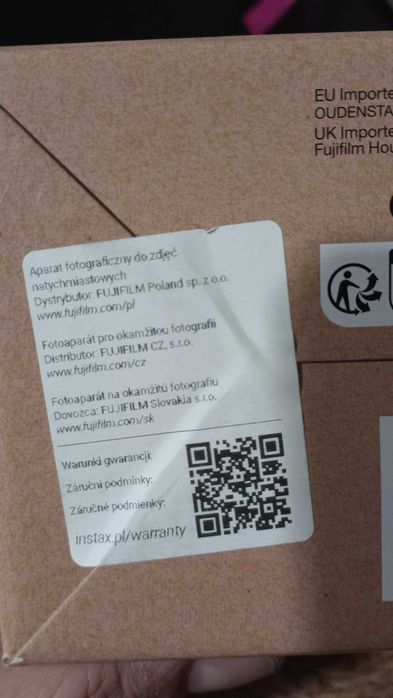 EU Importe
OUDENSTA
UK Importe
Fujifilm Hou
Aparat fotograficzny do zdjęć
natychmiastowych
Dystrybutor: FUJIFILM Poland sp. z o.o.
www.fujifilm.com/pl
Fotoaparát pro okamžitou fotografii
Distributor: FUJIFILM CZ, s.r.o.
www.fujifilm.com/cz
Fotoaparát na okamžitú fotografiu
Dovozca: FUJIFILM Slovakia s.r.o.
www.fujifilm.com/sk
Warunki gwarancji:
Záruční podmínky:
Záručné podmienky:
instax.pl/warranty